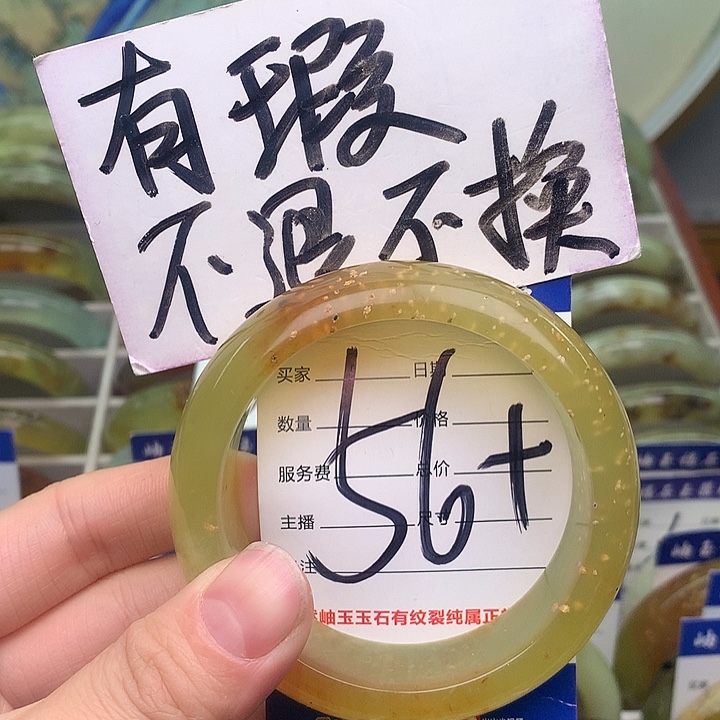 有瑕
不退不换
买家 日期
数量 价格
服务费 总价
主播 尺寸
注
56+
岫玉玉石有纹裂纯属正